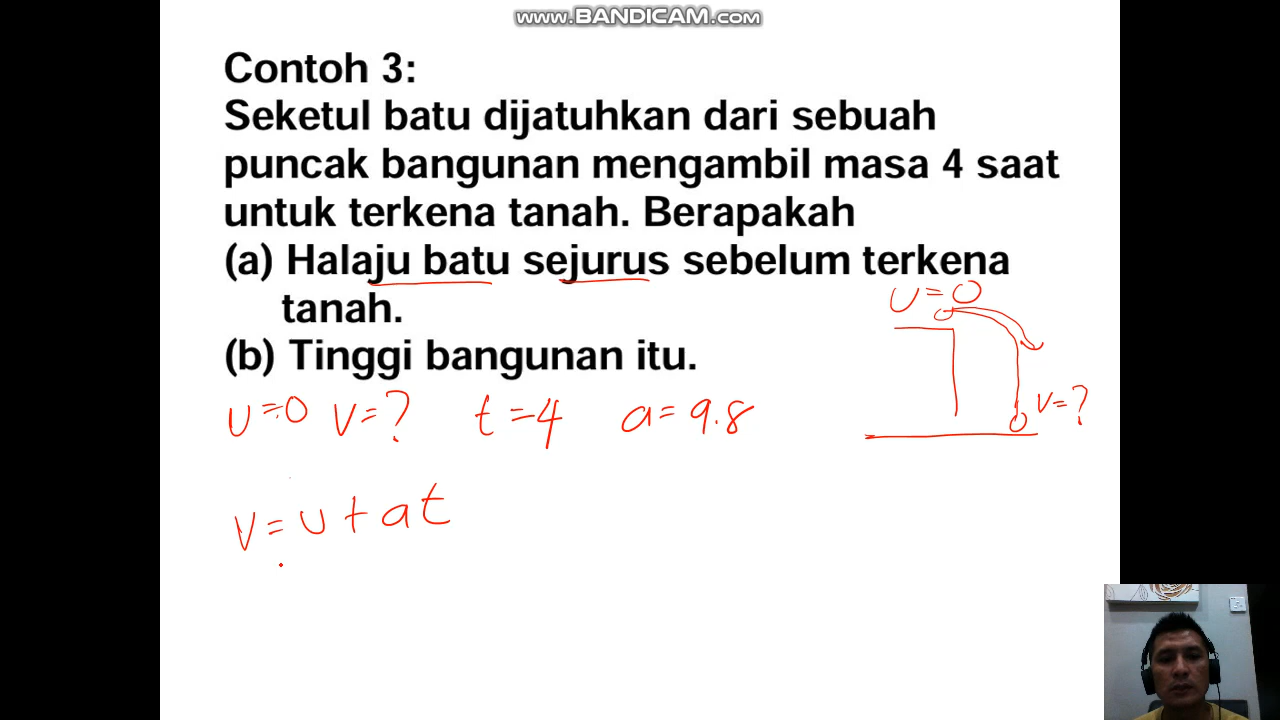 www.BANDICAM.com
Contoh 3:
Seketul batu dijatuhkan dari sebuah
puncak bangunan mengambil masa 4 saat
untuk terkena tanah. Berapakah
(a) Halaju batu sejurus sebelum terkena
tanah.
(b) Tinggi bangunan itu.
u=0
v=?
u=0 v=? t=4 a=9.8
v=u+at